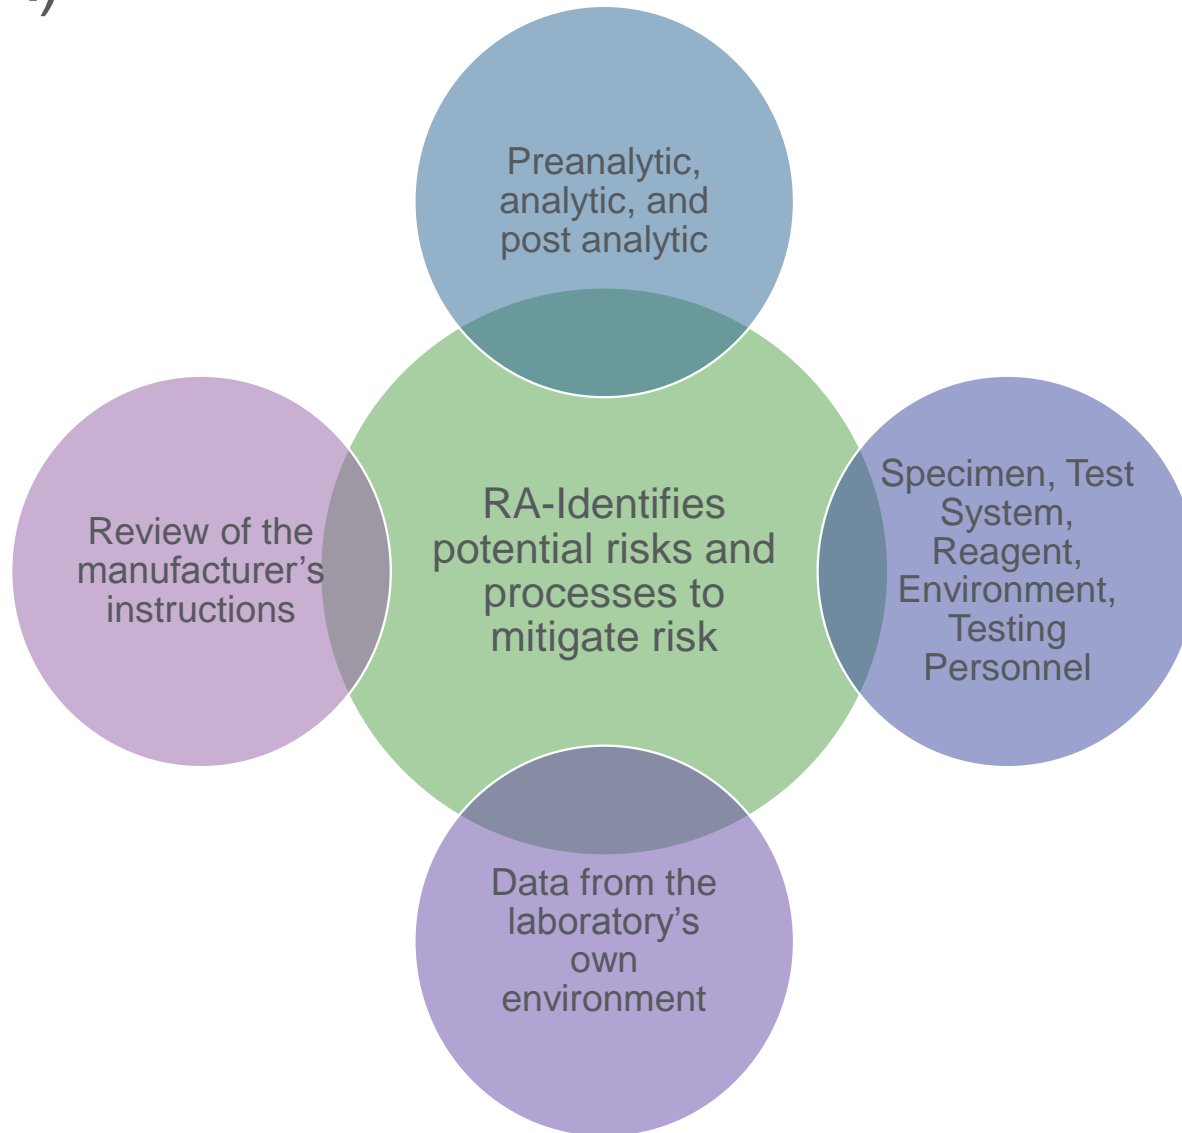 Preanalytic,
analytic, and
post analytic
Review of the
manufacturer’s
instructions
RA-Identifies
potential risks and
processes to
mitigate risk
Specimen, Test
System,
Reagent,
Environment,
Testing
Personnel
Data from the
laboratory’s
own
environment